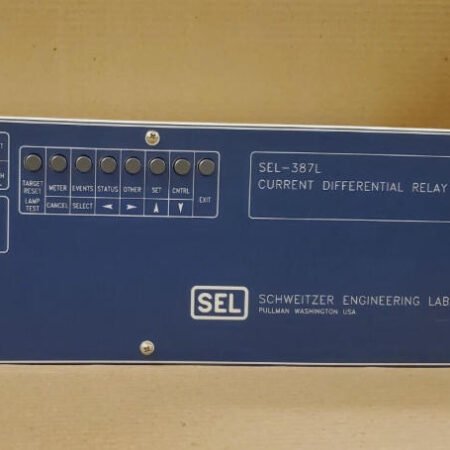 T
H
SEL-387L
CURRENT DIFFERENTIAL RELAY
TARGET RESET METER EVENTS STATUS OTHER SET CNTRL EXIT
LAMP TEST CANCEL SELECT ◄ ► ▲ ▼
SEL SCHWEITZER ENGINEERING LAB
PULLMAN WASHINGTON USA